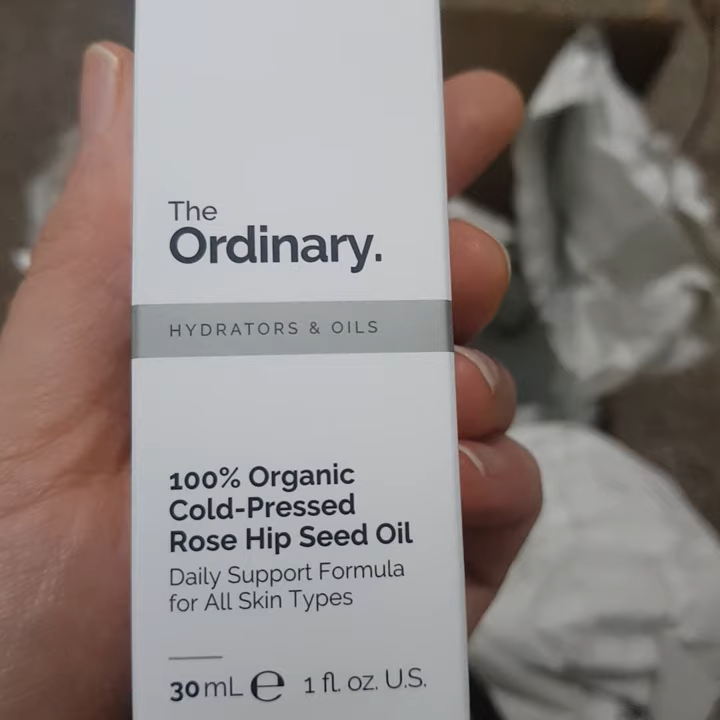 The
Ordinary.
HYDRATORS & OILS
100% Organic
Cold-Pressed
Rose Hip Seed Oil
Daily Support Formula
for All Skin Types
30 mL ℮ 1 fl. oz. U.S.